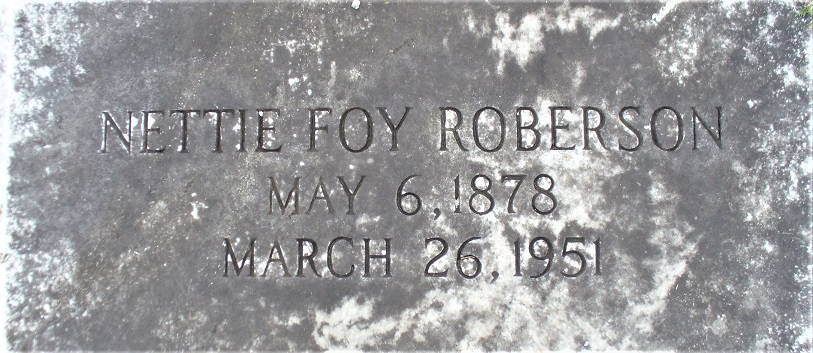 NETTIE FOY ROBERSON
MAY 6, 1878
MARCH 26, 1951